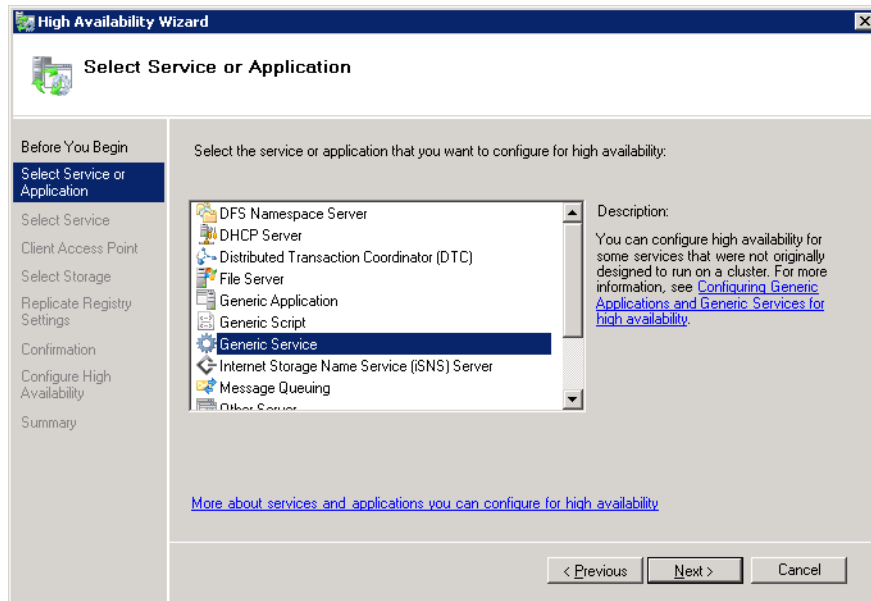 High Availability Wizard
Select Service or Application
Before You Begin
Select Service or
Application
Select Service
Client Access Point
Select Storage
Replicate Registry
Settings
Confirmation
Configure High
Availability
Summary
Select the service or application that you want to configure for high availability:
DFS Namespace Server
DHCP Server
Distributed Transaction Coordinator (DTC)
File Server
Generic Application
Generic Script
Generic Service
Internet Storage Name Service (iSNS) Server
Message Queuing
Other Server
Description:
You can configure high availability for
some services that were not originally
designed to run on a cluster. For more
information, see Configuring Generic
Applications and Generic Services for
high availability.
More about services and applications you can configure for high availability
< Previous
Next >
Cancel